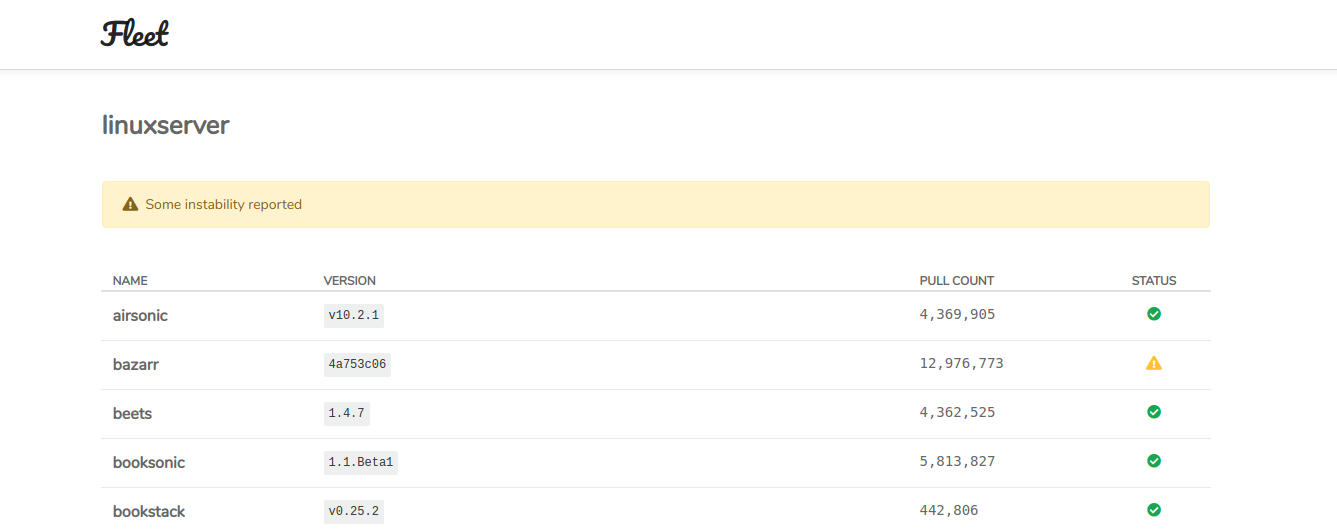 Fleet
linuxserver
Some instability reported
NAME VERSION PULL COUNT STATUS
airsonic v10.2.1 4,369,905
bazarr 4a753c06 12,976,773
beets 1.4.7 4,362,525
booksonic 1.1.Beta1 5,813,827
bookstack v0.25.2 442,806